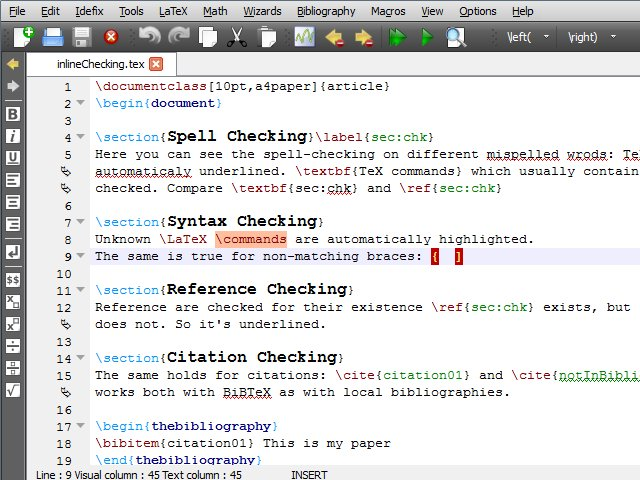 File Edit Idefix Tools LaTeX Math Wizards Bibliography Macros View Options Help
\left( \right)
inlineChecking.tex
B
i
U
$$
1 \documentclass[10pt,a4paper]{article}
2 \begin{document}
3
4 \section{Spell Checking}\label{sec:chk}
5 Here you can see the spell-checking on different mispelled wrods: Te
automaticaly underlined. \textbf{TeX commands} which usually contain
checked. Compare \textbf{sec:chk} and \ref{sec:chk}
6
7 \section{Syntax Checking}
8 Unknown \LaTeX \commands are automatically highlighted.
9 The same is true for non-matching braces: { ]
10
11 \section{Reference Checking}
12 Reference are checked for their existence \ref{sec:chk} exists, but
does not. So it's underlined.
13
14 \section{Citation Checking}
15 The same holds for citations: \cite{citation01} and \cite{notInBibli
works both with BiBTeX as with local bibliographies.
16
17 \begin{thebibliography}
18 \bibitem{citation01} This is my paper
19 \end{thebibliography}
Line : 9 Visual column : 45 Text column : 45 INSERT